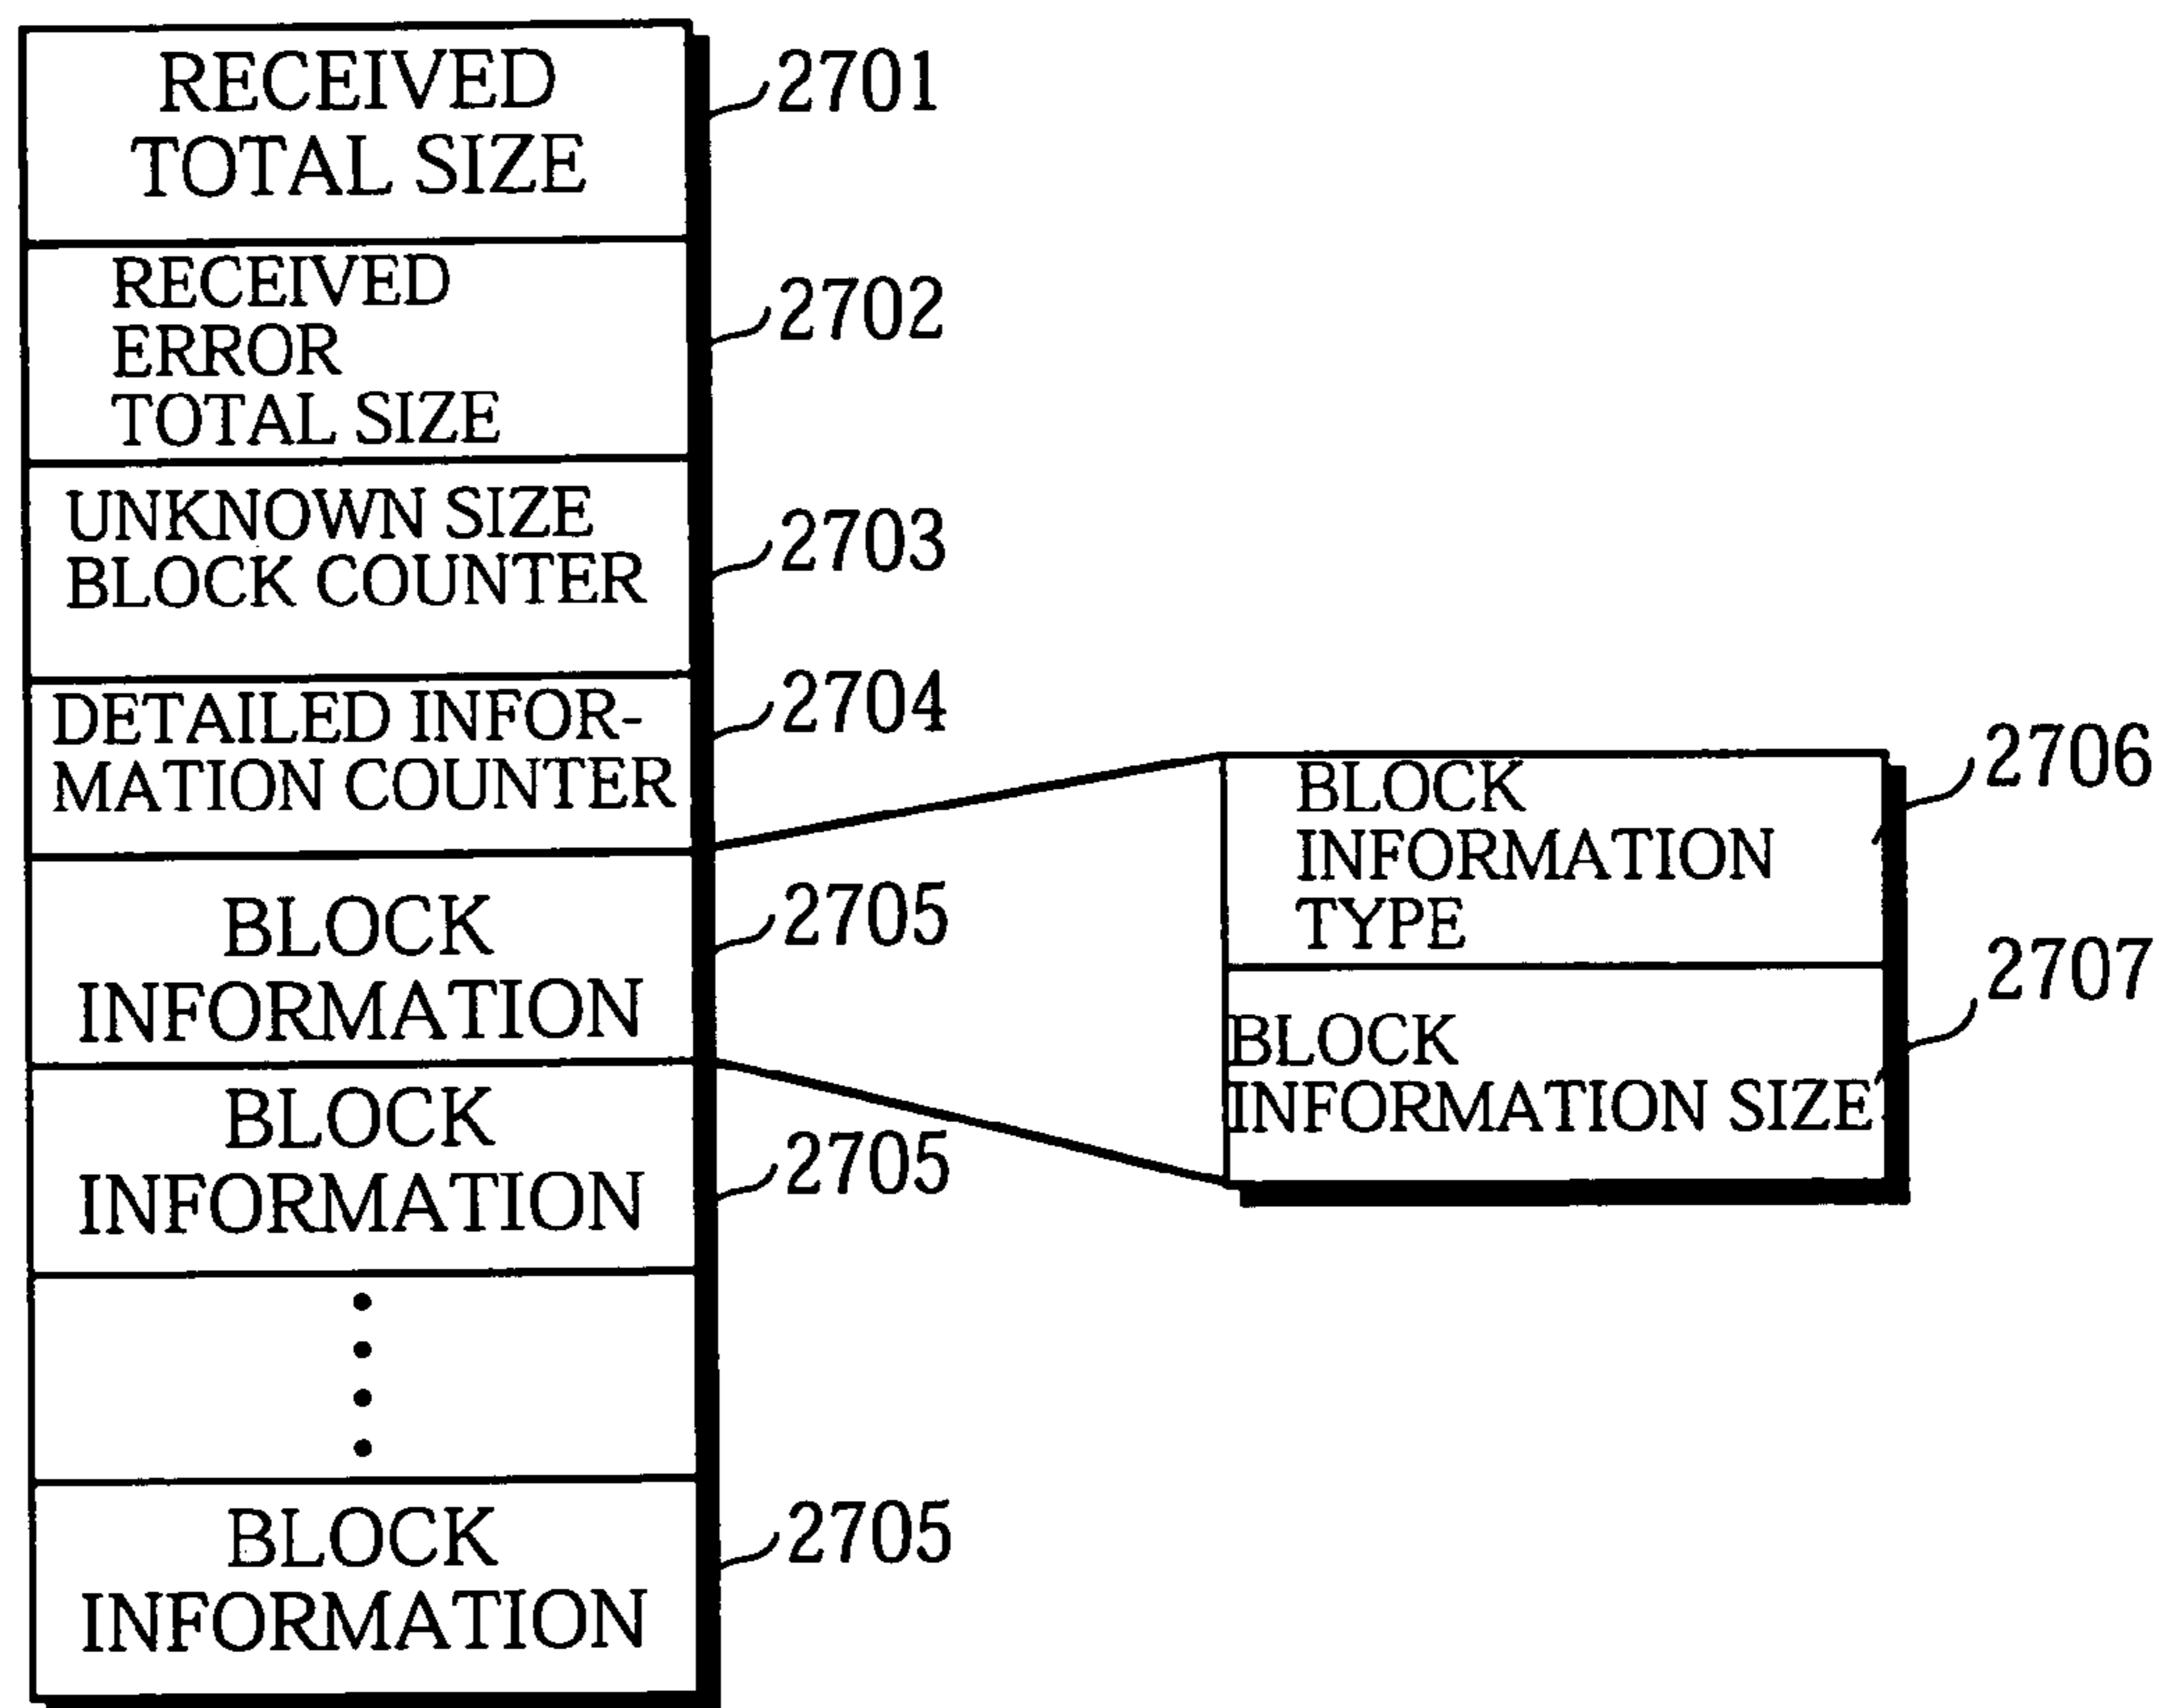 RECEIVED
TOTAL SIZE
2701
RECEIVED
ERROR
TOTAL SIZE
2702
UNKNOWN SIZE
BLOCK COUNTER
2703
DETAILED INFOR-
MATION COUNTER
2704
BLOCK
INFORMATION
2705
BLOCK
INFORMATION
2705
BLOCK
INFORMATION
2705
BLOCK
INFORMATION
TYPE
2706
BLOCK
INFORMATION SIZE
2707